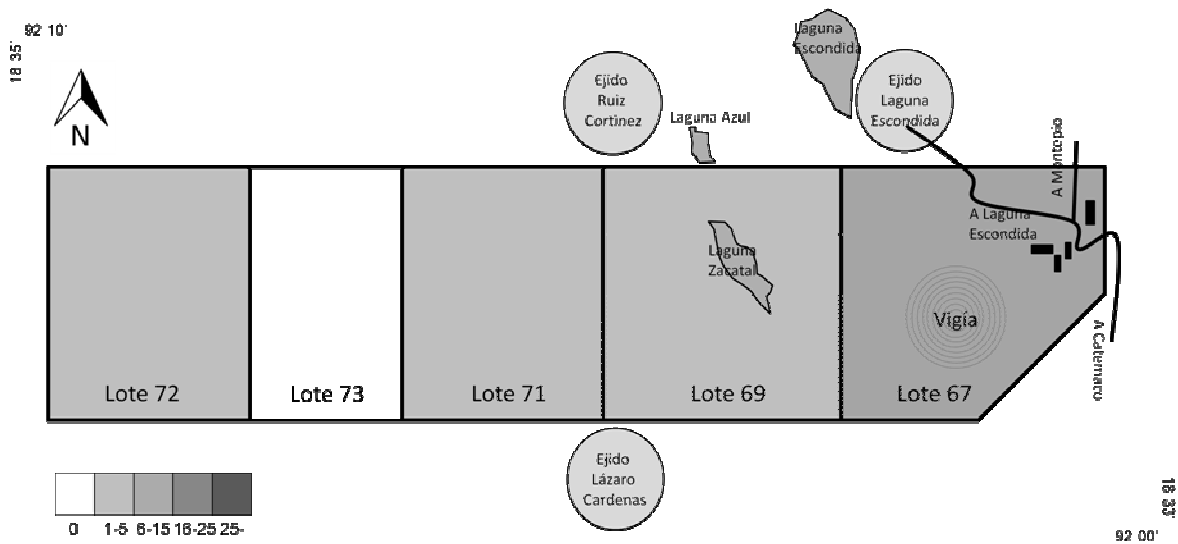 92 10'
18 35'
N
Ejido
Ruiz
Cortinez
Laguna Azul
Laguna
Escondida
Ejido
Laguna
Escondida
A Montepio
A Laguna
Escondida
Laguna
Zacatal
Vigía
A Catemaco
Lote 72
Lote 73
Lote 71
Lote 69
Lote 67
Ejido
Lázaro
Cardenas
0 1-5 6-15 16-25 25-
18 33'
92 00'